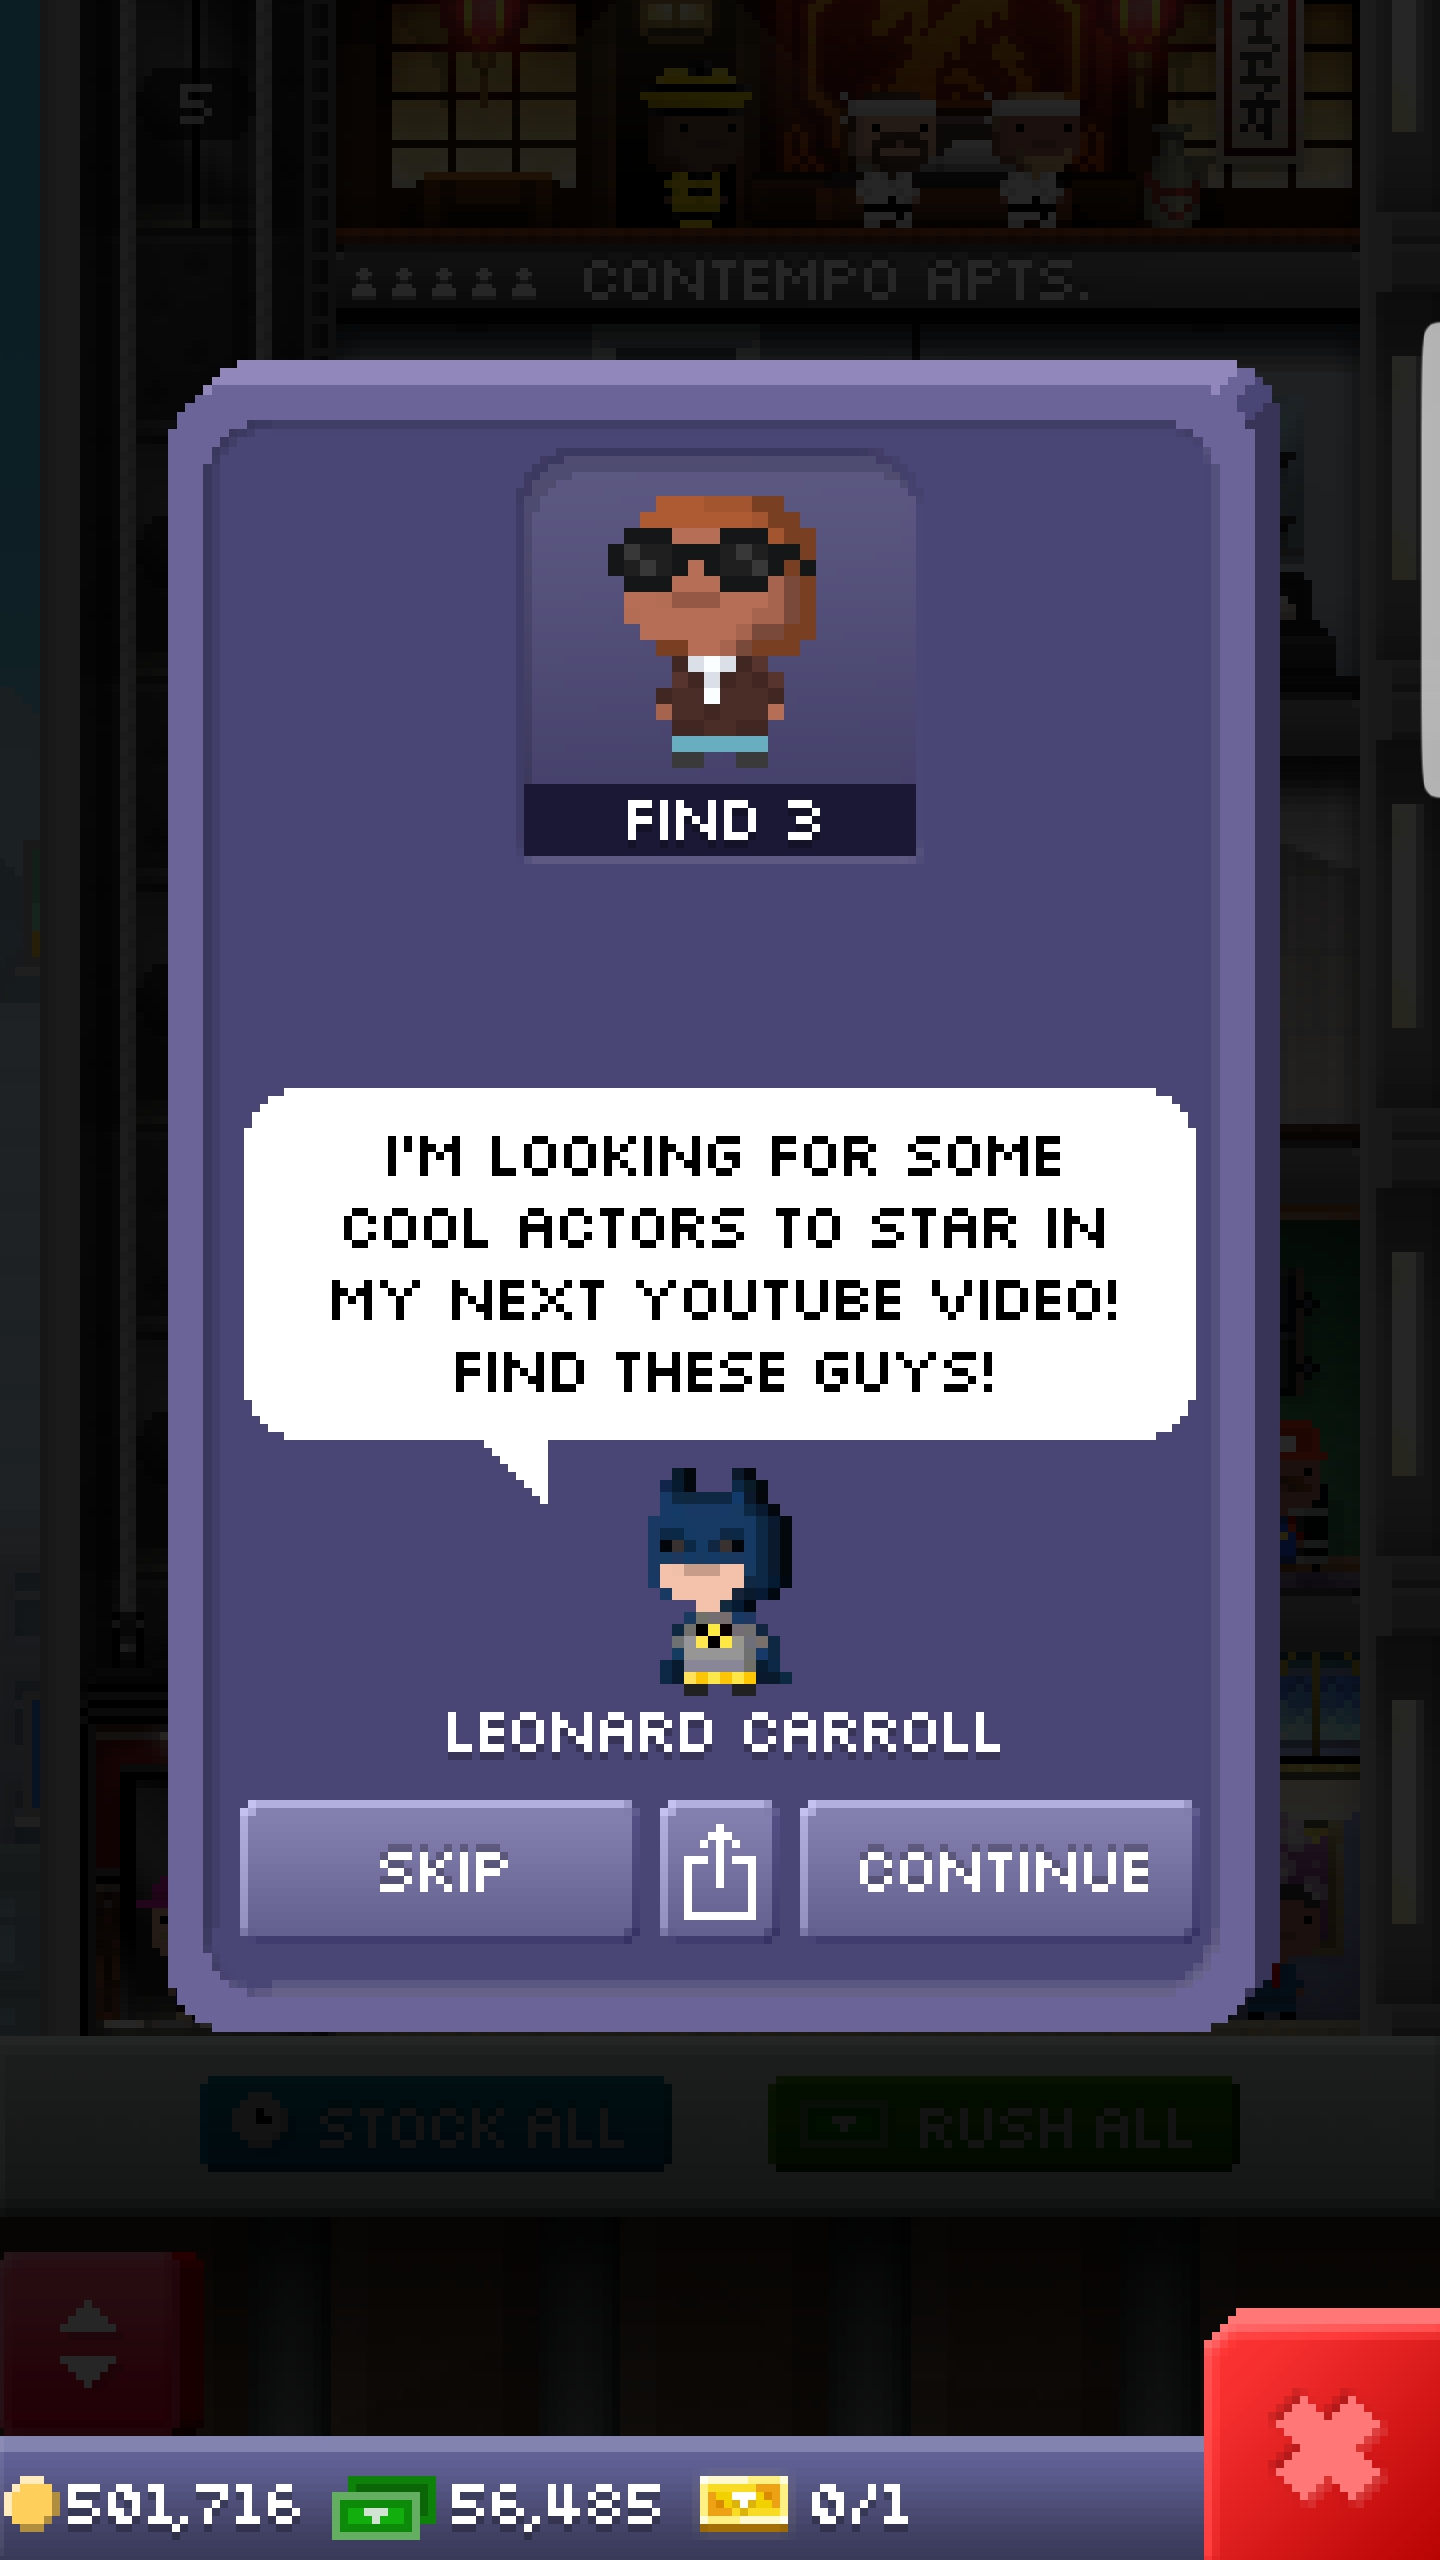 5
CONTEMPO APTS.
FIND 3
I'M LOOKING FOR SOME
COOL ACTORS TO STAR IN
MY NEXT YOUTUBE VIDEO!
FIND THESE GUYS!
LEONARD CARROLL
SKIP
CONTINUE
STOCK ALL
RUSH ALL
501,716
56,485
0/1